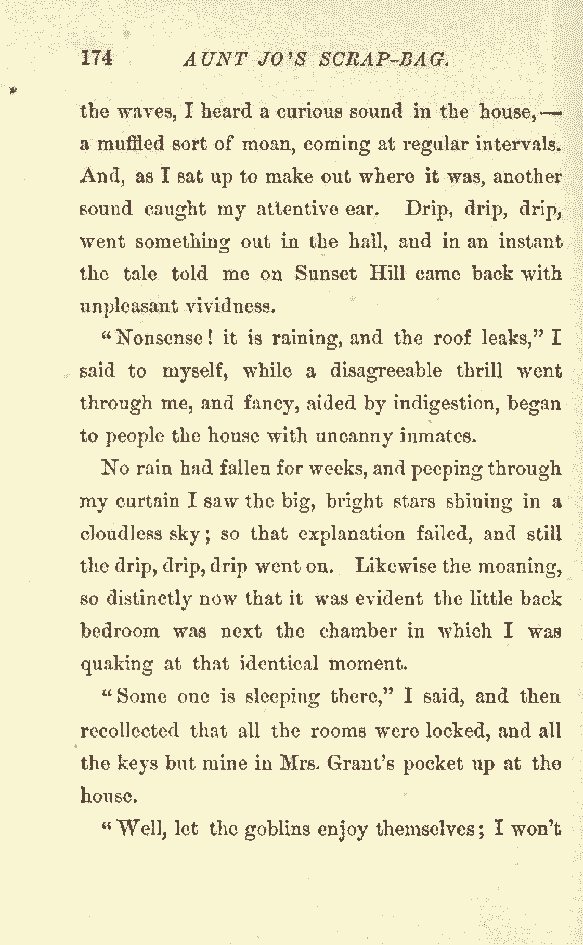 174 AUNT JO'S SCRAP-BAG.
the waves, I heard a curious sound in the house,—
a muffled sort of moan, coming at regular intervals.
And, as I sat up to make out where it was, another
sound caught my attentive ear. Drip, drip, drip,
went something out in the hall, and in an instant
the tale told me on Sunset Hill came back with
unpleasant vividness.
"Nonsense! it is raining, and the roof leaks," I
said to myself, while a disagreeable thrill went
through me, and fancy, aided by indigestion, began
to people the house with uncanny inmates.
No rain had fallen for weeks, and peeping through
my curtain I saw the big, bright stars shining in a
cloudless sky; so that explanation failed, and still
the drip, drip, drip went on. Likewise the moaning,
so distinctly now that it was evident the little back
bedroom was next the chamber in which I was
quaking at that identical moment.
"Some one is sleeping there," I said, and then
recollected that all the rooms were locked, and all
the keys but mine in Mrs. Grant's pocket up at the
house.
"Well, let the goblins enjoy themselves; I won't